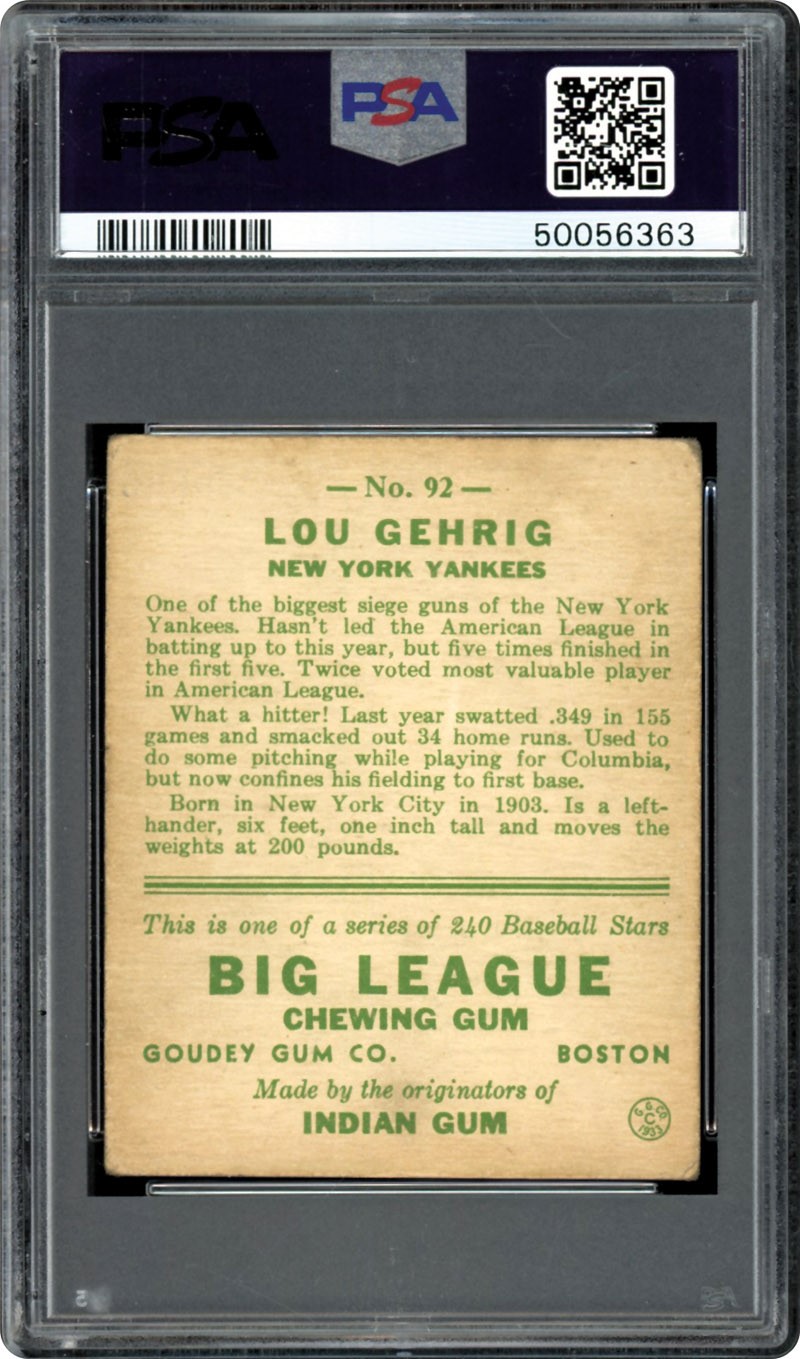 PSA
PSA
50056363
— No. 92 —
LOU GEHRIG
NEW YORK YANKEES
One of the biggest siege guns of the New York
Yankees. Hasn't led the American League in
batting up to this year, but five times finished in
the first five. Twice voted most valuable player
in American League.
What a hitter! Last year swatted .349 in 155
games and smacked out 34 home runs. Used to
do some pitching while playing for Columbia,
but now confines his fielding to first base.
Born in New York City in 1903. Is a left-
hander, six feet, one inch tall and moves the
weights at 200 pounds.
This is one of a series of 240 Baseball Stars
BIG LEAGUE
CHEWING GUM
GOUDEY GUM CO. BOSTON
Made by the originators of
INDIAN GUM
G. G. CO.
C
1933